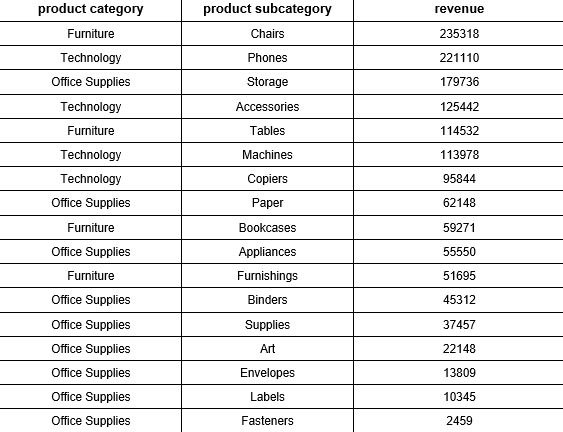 product category product subcategory revenue
Furniture Chairs 235318
Technology Phones 221110
Office Supplies Storage 179736
Technology Accessories 125442
Furniture Tables 114532
Technology Machines 113978
Technology Copiers 95844
Office Supplies Paper 62148
Furniture Bookcases 59271
Office Supplies Appliances 55550
Furniture Furnishings 51695
Office Supplies Binders 45312
Office Supplies Supplies 37457
Office Supplies Art 22148
Office Supplies Envelopes 13809
Office Supplies Labels 10345
Office Supplies Fasteners 2459